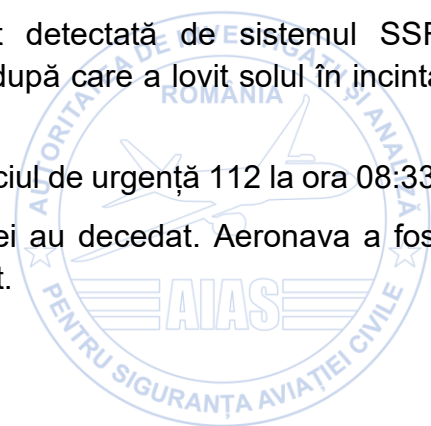 t detectată de sistemul SSR
după care a lovit solul în incinta
ciul de urgență 112 la ora 08:33
ei au decedat. Aeronava a fos
t.
AUTORITATEA DE INVESTIGAȚII ȘI ANALIZĂ
ROMÂNIA
AIAS
PENTRU SIGURANȚA AVIAȚIEI CIVILE